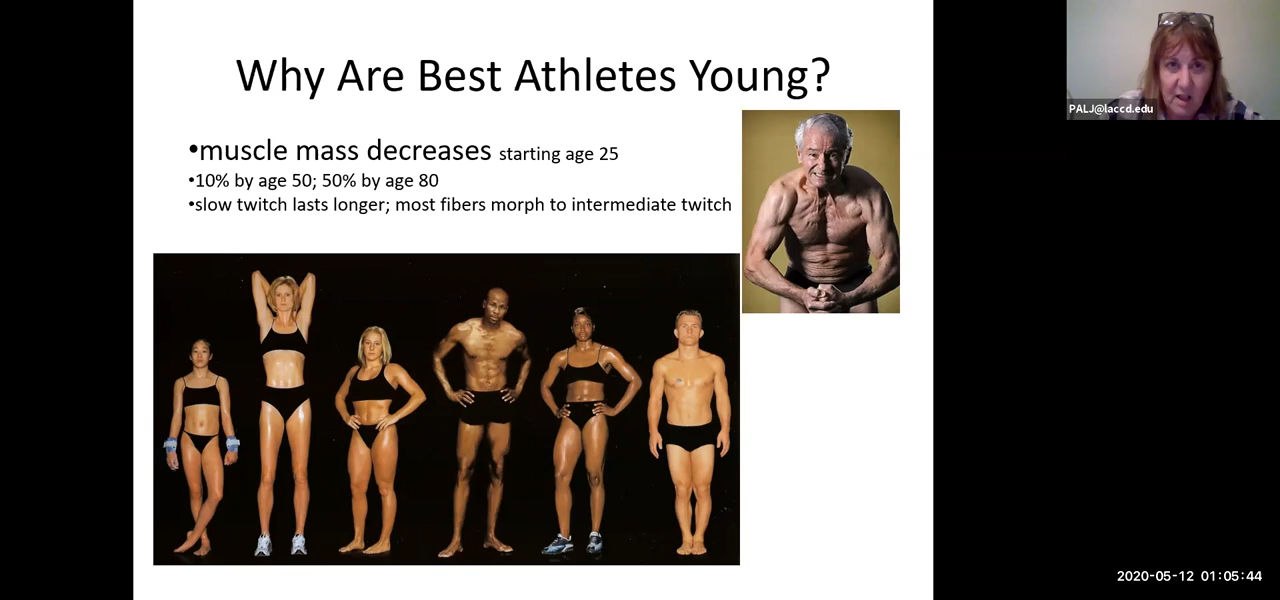 Why Are Best Athletes Young?
•muscle mass decreases starting age 25
•10% by age 50; 50% by age 80
•slow twitch lasts longer; most fibers morph to intermediate twitch
PALJ@laccd.edu
2020-05-12 01:05:44